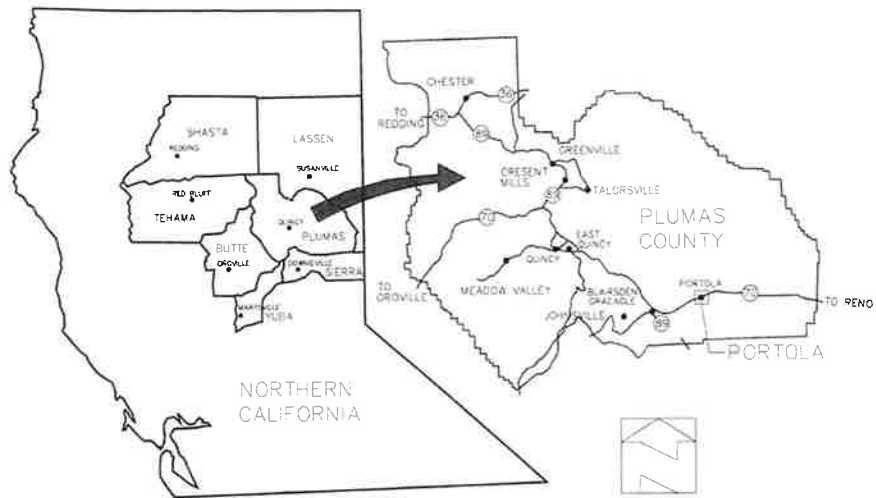 SHASTA
REDDING
LASSEN
SUSANVILLE
RED BLUFF
TEHAMA
QUINCY
PLUMAS
BUTTE
OROVILLE
DOWNIEVILLE
SIERRA
YUBA
NORTHERN
CALIFORNIA
CHESTER
36
TO
REDDING
36
89
GREENVILLE
CRESENT
MILLS
TALORSVILLE
PLUMAS
COUNTY
70
EAST
QUINCY
QUINCY
MEADOW VALLEY
TO
OROVILLE
BLAIRSDEN
GRAEAGLE
JOHNSVILLE
89
PORTOLA
70
TO RENO
PORTOLA